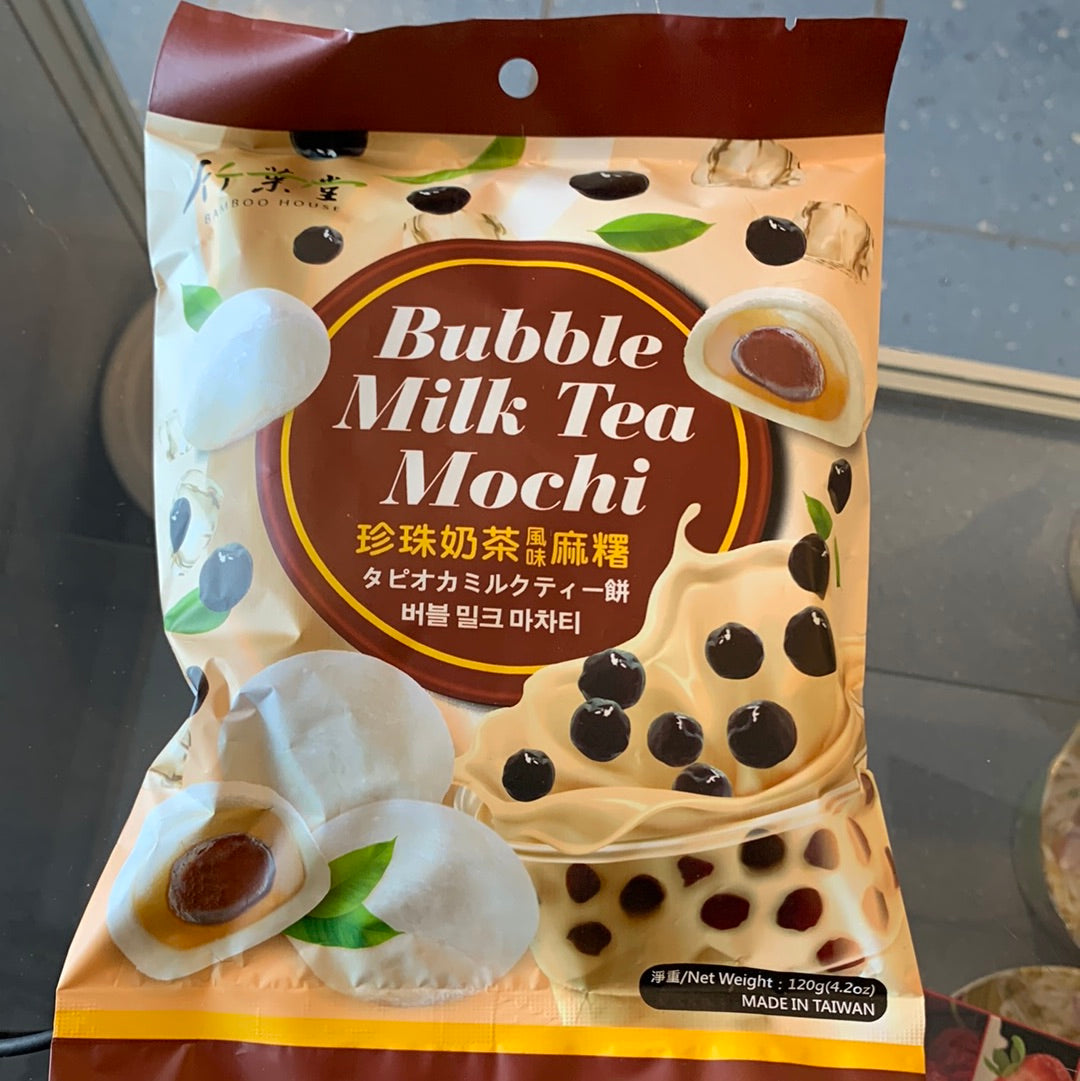 竹葉堂
BAMBOO HOUSE
Bubble
Milk Tea
Mochi
珍珠奶茶風味麻糬
タピオカミルクティー餅
버블 밀크 마차티
淨重/Net Weight : 120g(4.2oz)
MADE IN TAIWAN